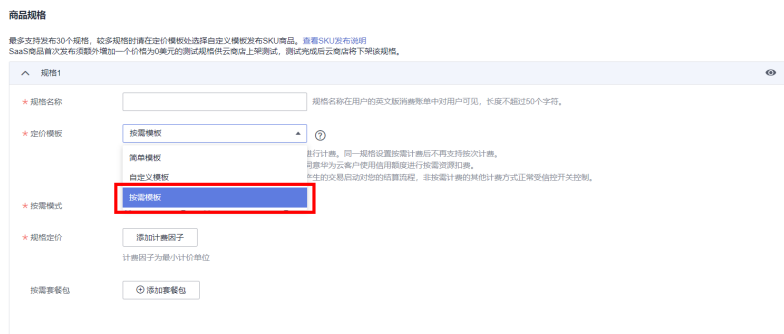 商品规格
最多支持发布30个规格，较多规格时请在定价模板处选择自定义模板发布SKU商品。查看SKU发布说明
SaaS商品首次发布须额外增加一个价格为0美元的测试规格供云商店上架测试，测试完成后云商店将下架该规格。
规格1
* 规格名称
规格名称在用户的英文版消费账单中对用户可见，长度不超过50个字符。
* 定价模板
按需模板
简单模板
进行计费。同一规格设置按需计费后不再支持按次计费。
同意华为云客户使用信用额度进行按需资源扣费。
自定义模板
产生的交易启动对您的结算流程，非按需计费的其他计费方式正常受信控开关控制。
按需模板
* 按需模式
* 规格定价
添加计费因子
计费因子为最小计价单位
按需套餐包
添加套餐包